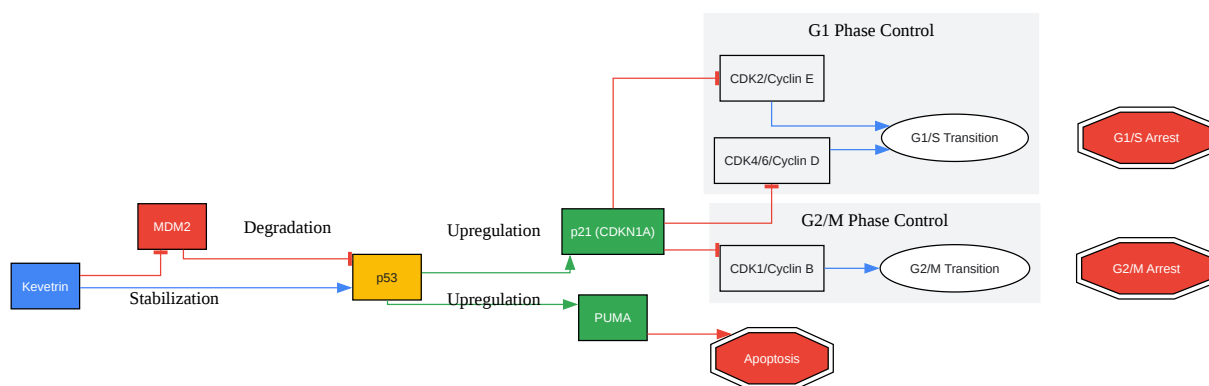 G1 Phase Control
CDK2/Cyclin E
G1/S Transition
G1/S Arrest
CDK4/6/Cyclin D
MDM2
Degradation
Upregulation
p21 (CDKN1A)
G2/M Phase Control
CDK1/Cyclin B
G2/M Transition
G2/M Arrest
Kevetrin
Stabilization
p53
Upregulation
PUMA
Apoptosis